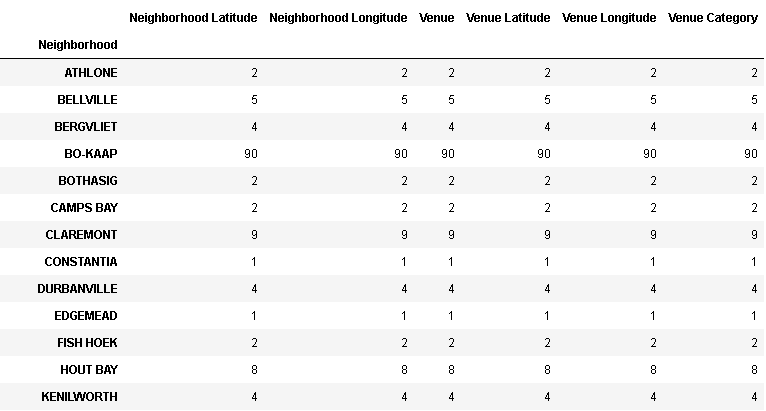 Neighborhood Latitude Neighborhood Longitude Venue Venue Latitude Venue Longitude Venue Category
Neighborhood
ATHLONE 2 2 2 2 2 2
BELLVILLE 5 5 5 5 5 5
BERGVLIET 4 4 4 4 4 4
BO-KAAP 90 90 90 90 90 90
BOTHASIG 2 2 2 2 2 2
CAMPS BAY 2 2 2 2 2 2
CLAREMONT 9 9 9 9 9 9
CONSTANTIA 1 1 1 1 1 1
DURBANVILLE 4 4 4 4 4 4
EDGEMEAD 1 1 1 1 1 1
FISH HOEK 2 2 2 2 2 2
HOUT BAY 8 8 8 8 8 8
KENILWORTH 4 4 4 4 4 4